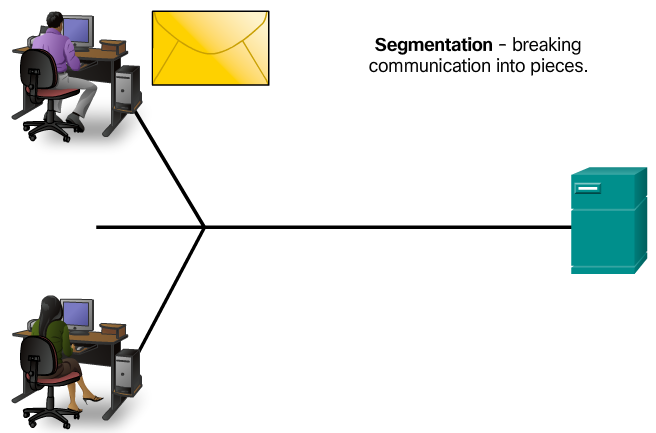 Segmentation - breaking
communication into pieces.